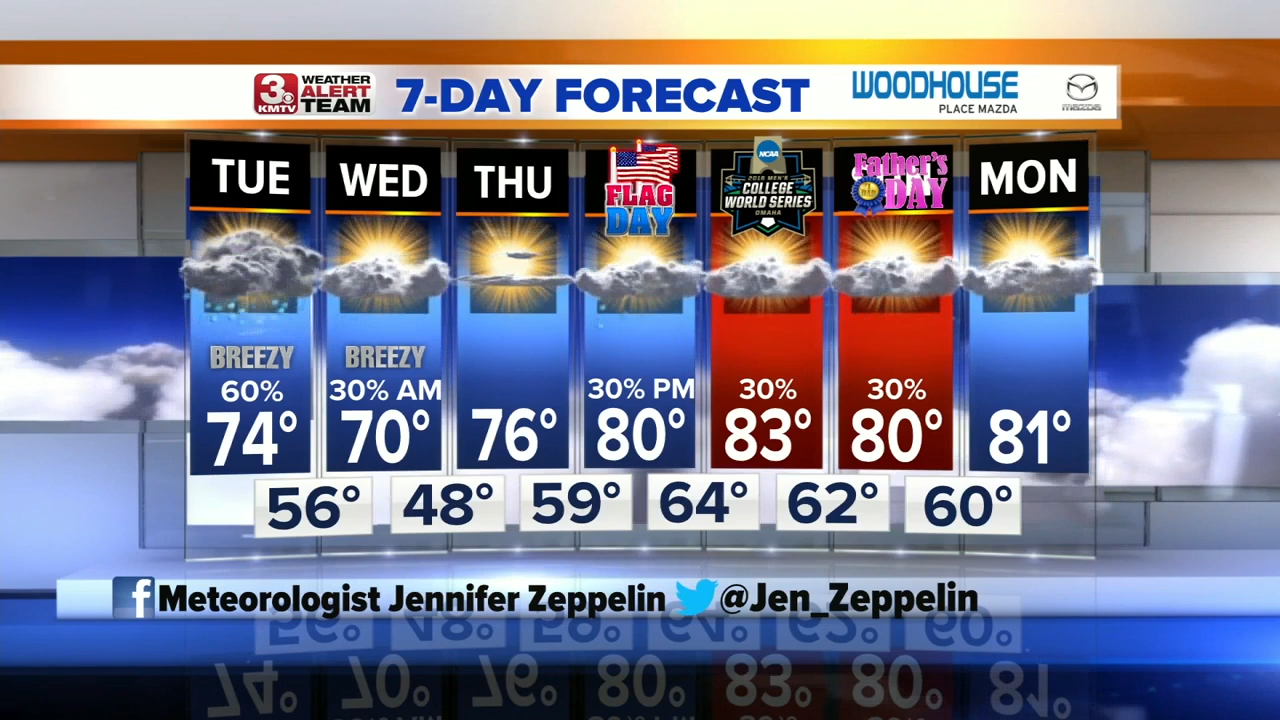 3 KMTV
WEATHER
ALERT
TEAM
7-DAY FORECAST
WOODHOUSE
PLACE MAZDA
TUE
WED
THU
FLAG
DAY
NCAA
COLLEGE
WORLD SERIES
OMAHA
Father's
DAY
MON
BREEZY
BREEZY
60%
30% AM
30% PM
30%
30%
74°
70°
76°
80°
83°
80°
81°
56°
48°
59°
64°
62°
60°
f Meteorologist Jennifer Zeppelin @Jen_Zeppelin